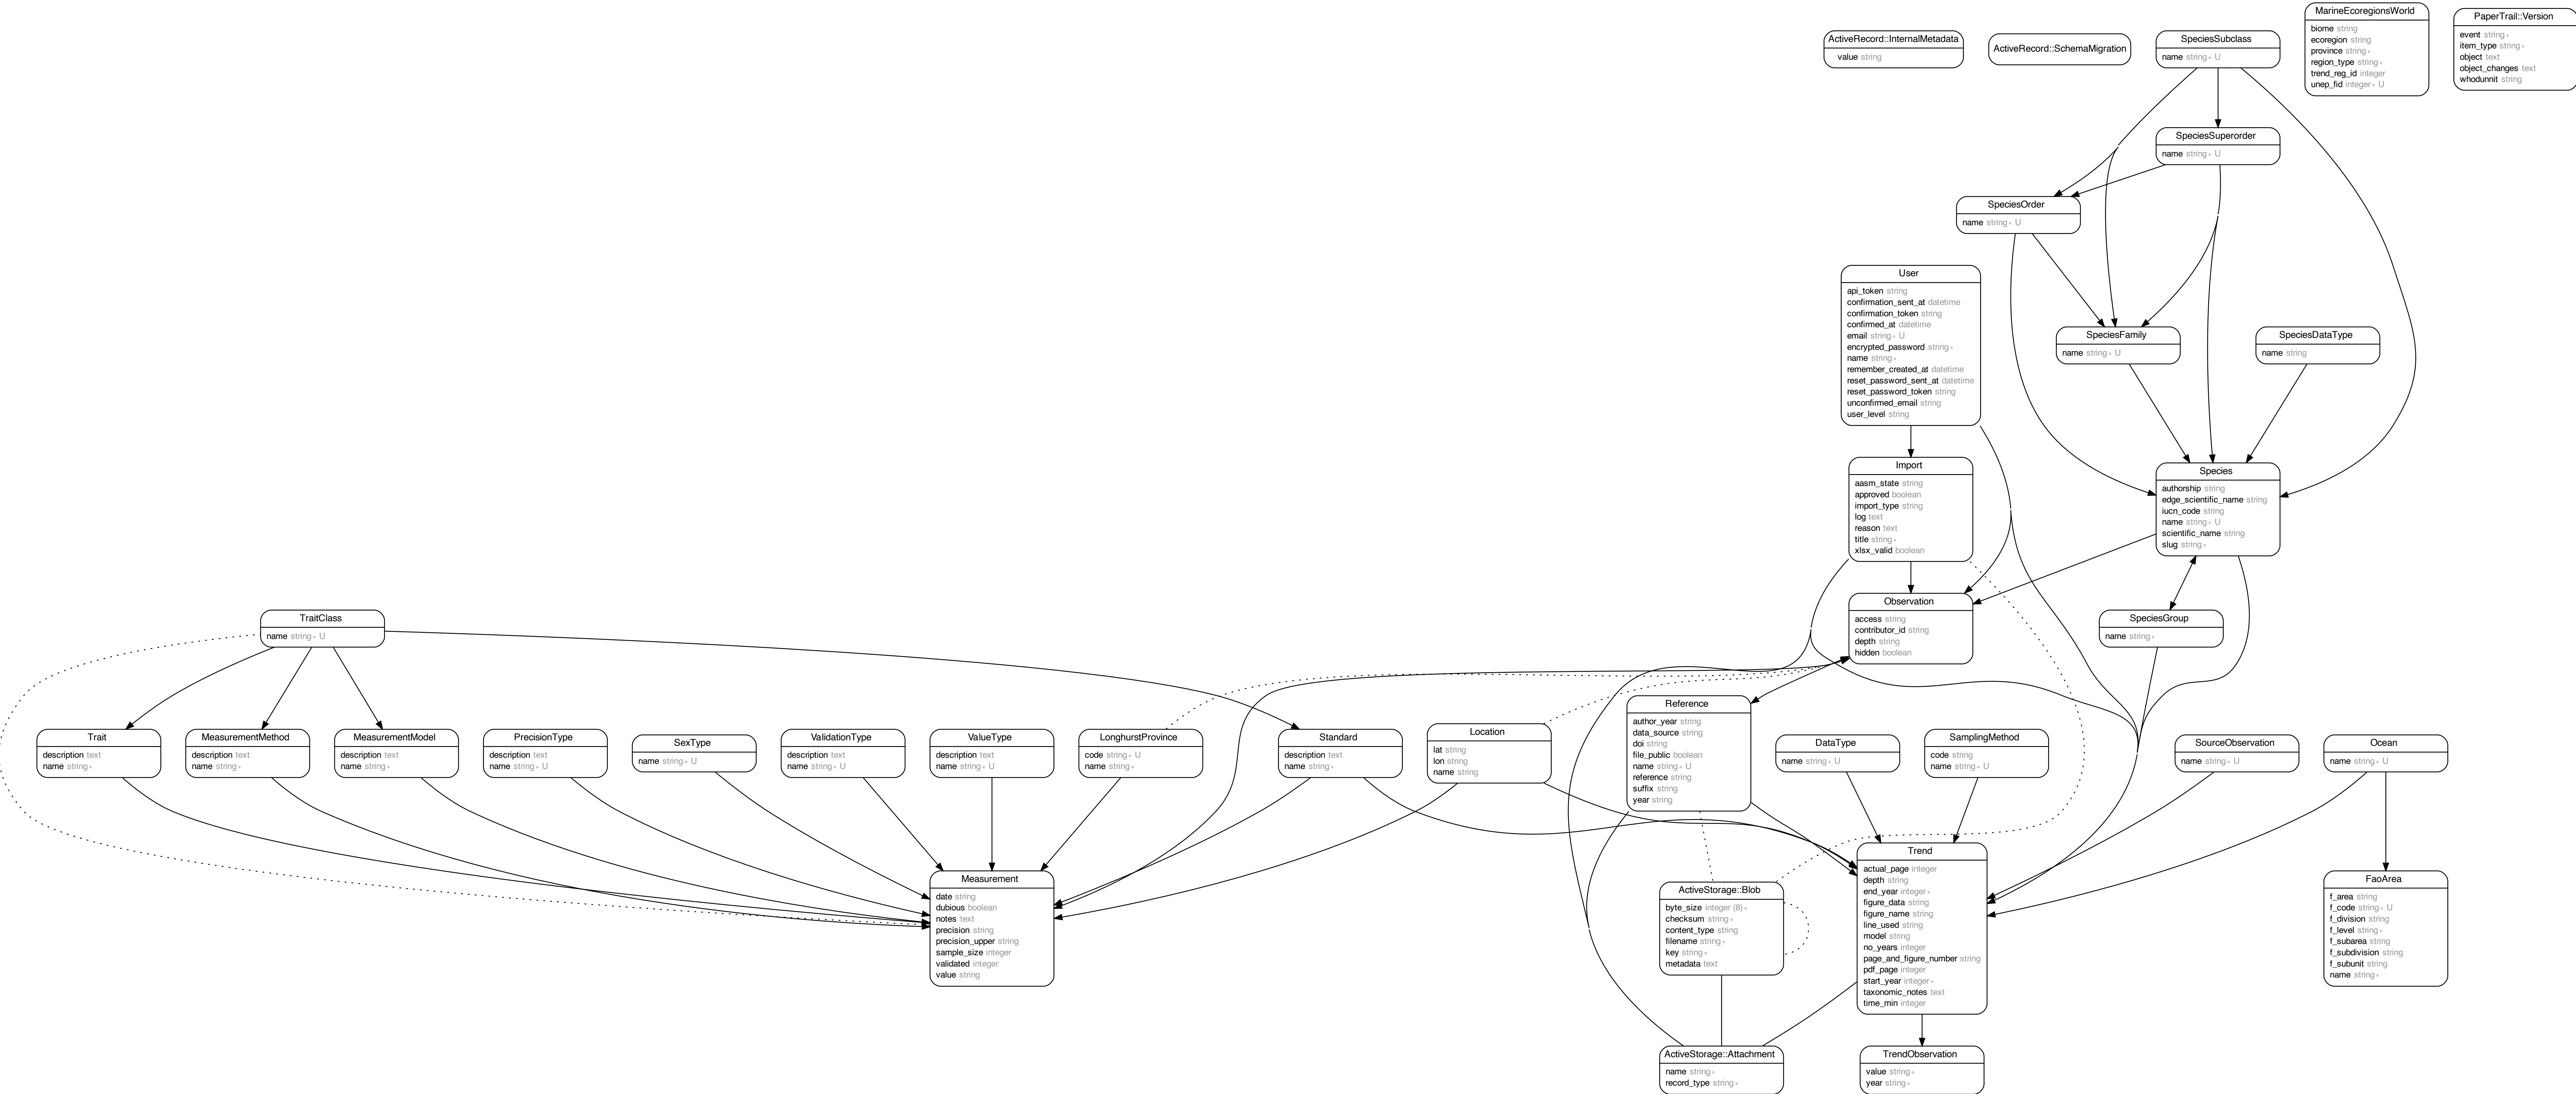 ActiveRecord::InternalMetadata
value string
ActiveRecord::SchemaMigration
SpeciesSubclass
name string∗ U
MarineEcoregionsWorld
biome string
ecoregion string
province string∗
region_type string∗
trend_reg_id integer
unep_fid integer∗ U
PaperTrail::Version
event string∗
item_type string∗
object text
object_changes text
whodunnit string
SpeciesSuperorder
name string∗ U
SpeciesOrder
name string∗ U
User
api_token string
confirmation_sent_at datetime
confirmation_token string
confirmed_at datetime
email string∗ U
encrypted_password string∗
name string∗
remember_created_at datetime
reset_password_sent_at datetime
reset_password_token string
unconfirmed_email string
user_level string
SpeciesFamily
name string∗ U
SpeciesDataType
name string
Import
aasm_state string
approved boolean
import_type string
log text
reason text
title string∗
xlsx_valid boolean
Species
authorship string
edge_scientific_name string
iucn_code string
name string∗ U
scientific_name string
slug string∗
Observation
access string
contributor_id string
depth string
hidden boolean
SpeciesGroup
name string∗
TraitClass
name string∗ U
Trait
description text
name string∗
MeasurementMethod
description text
name string∗
MeasurementModel
description text
name string∗
PrecisionType
description text
name string∗ U
SexType
name string∗ U
ValidationType
description text
name string∗ U
ValueType
description text
name string∗ U
LonghurstProvince
code string∗ U
name string∗
Standard
description text
name string∗
Location
lat string
lon string
name string
Reference
author_year string
data_source string
doi string
file_public boolean
name string∗ U
reference string
suffix string
year string
DataType
name string∗ U
SamplingMethod
code string
name string∗ U
SourceObservation
name string∗ U
Ocean
name string∗ U
Measurement
date string
dubious boolean
notes text
precision string
precision_upper string
sample_size integer
validated integer
value string
ActiveStorage::Blob
byte_size integer (8)∗
checksum string∗
content_type string
filename string∗
key string∗
metadata text
Trend
actual_page integer
depth string
end_year integer∗
figure_data string
figure_name string
line_used string
model string
no_years integer
page_and_figure_number string
pdf_page integer
start_year integer∗
taxonomic_notes text
time_min integer
FaoArea
f_area string
f_code string∗ U
f_division string
f_level string∗
f_subarea string
f_subdivision string
f_subunit string
name string∗
ActiveStorage::Attachment
name string∗
record_type string∗
TrendObservation
value string∗
year string∗